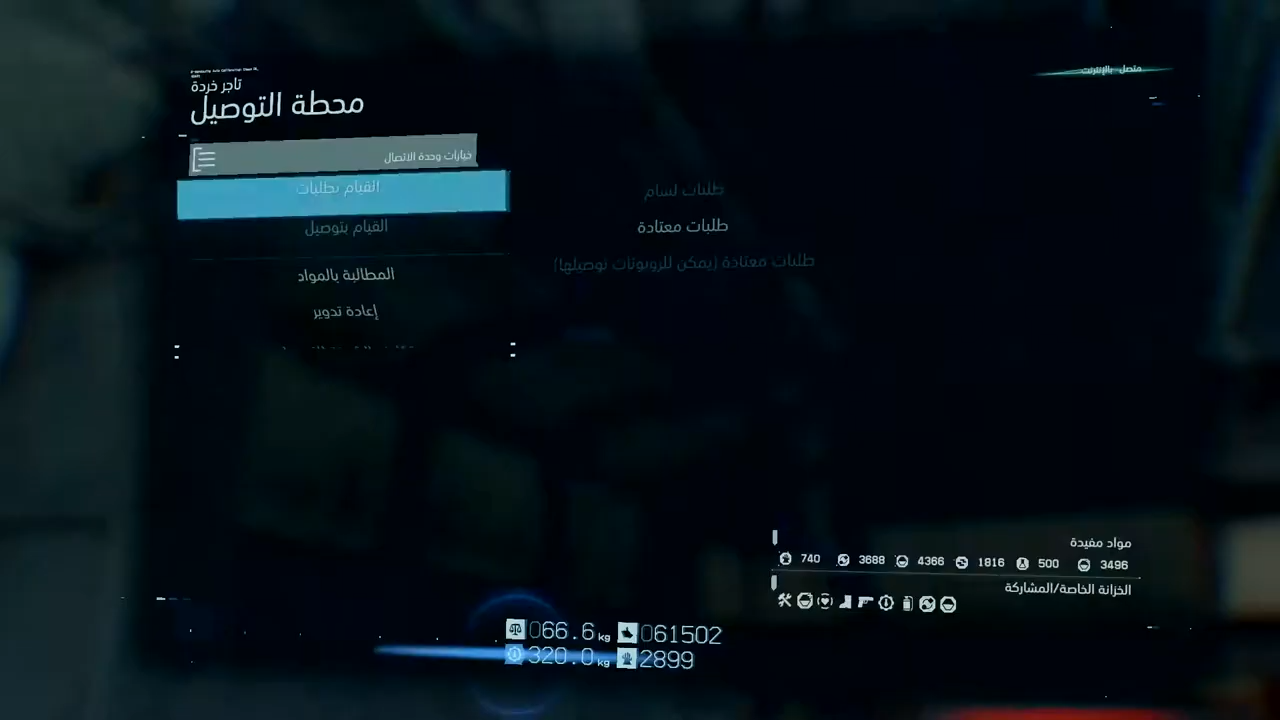 تاجر خردة
محطة التوصيل
متصل بالإنترنت
خيارات وحدة الاتصال
القيام بطلبات
القيام بتوصيل
المطالبة بالمواد
إعادة تدوير
طلبات لسام
طلبات معتادة
طلبات معتادة (يمكن للروبوتات توصيلها)
مواد مفيدة
740 3688 4366 1816 500 3496
الخزانة الخاصة/المشاركة
066.6 kg 061502
320.0 kg 2899